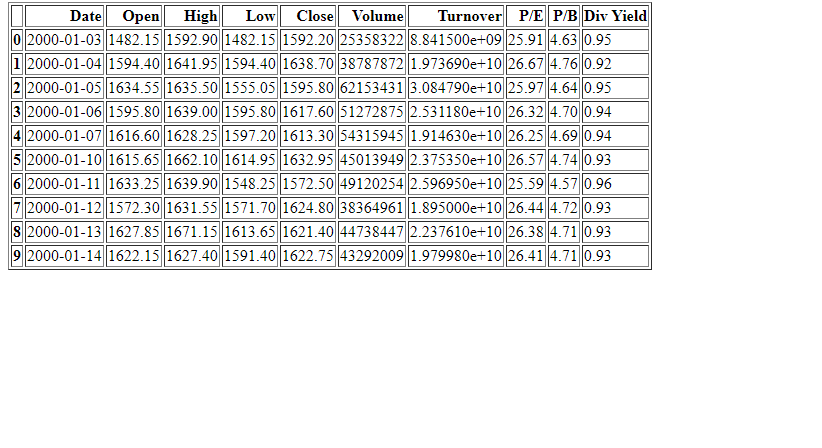 Date Open High Low Close Volume Turnover P/E P/B Div Yield
0 2000-01-03 1482.15 1592.90 1482.15 1592.20 25358322 8.841500e+09 25.91 4.63 0.95
1 2000-01-04 1594.40 1641.95 1594.40 1638.70 38787872 1.973690e+10 26.67 4.76 0.92
2 2000-01-05 1634.55 1635.50 1555.05 1595.80 62153431 3.084790e+10 25.97 4.64 0.95
3 2000-01-06 1595.80 1639.00 1595.80 1617.60 51272875 2.531180e+10 26.32 4.70 0.94
4 2000-01-07 1616.60 1628.25 1597.20 1613.30 54315945 1.914630e+10 26.25 4.69 0.94
5 2000-01-10 1615.65 1662.10 1614.95 1632.95 45013949 2.375350e+10 26.57 4.74 0.93
6 2000-01-11 1633.25 1639.90 1548.25 1572.50 49120254 2.596950e+10 25.59 4.57 0.96
7 2000-01-12 1572.30 1631.55 1571.70 1624.80 38364961 1.895000e+10 26.44 4.72 0.93
8 2000-01-13 1627.85 1671.15 1613.65 1621.40 44738447 2.237610e+10 26.38 4.71 0.93
9 2000-01-14 1622.15 1627.40 1591.40 1622.75 43292009 1.979980e+10 26.41 4.71 0.93